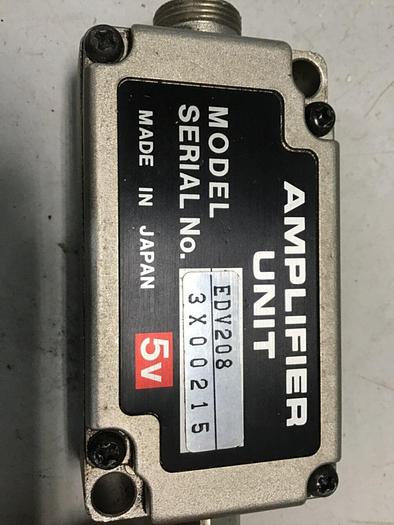 AMPLIFIER
UNIT
MODEL EDV208
SERIAL No. 3X00215
MADE IN JAPAN 5V